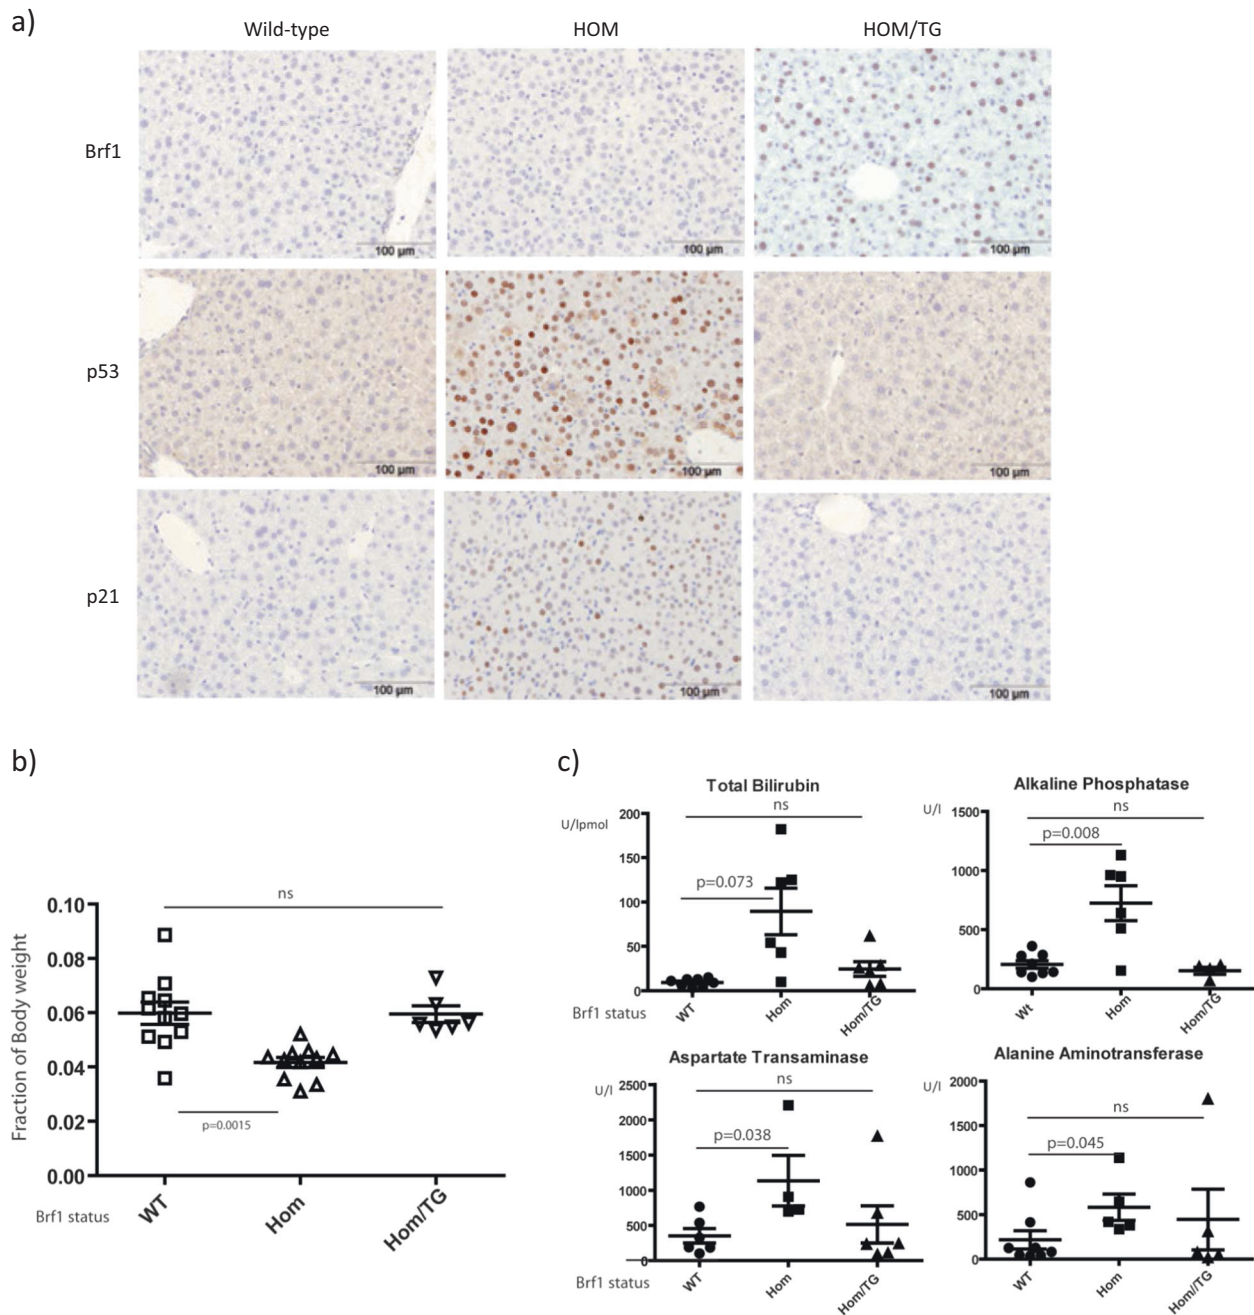 a)
Wild-type HOM HOM/TG
Brf1
100 µm 100 µm 100 µm
p53
100 µm 100 µm 100 µm
p21
100 µm 100 µm 100 µm
b)
ns
0.10
0.08
0.06
0.04
0.02
0.00
Fraction of Body weight
p=0.0015
Brf1 status WT Hom Hom/TG
c)
Total Bilirubin
U/lpmol
200
150
100
50
0
ns
p=0.073
Brf1 status WT Hom Hom/TG
Alkaline Phosphatase
U/l
1500
1000
500
0
ns
p=0.008
Wt Hom Hom/TG
Aspartate Transaminase
U/l
2500
2000
1500
1000
500
0
ns
p=0.038
Brf1 status WT Hom Hom/TG
Alanine Aminotransferase
U/l
2000
1500
1000
500
0
ns
p=0.045
WT Hom Hom/TG